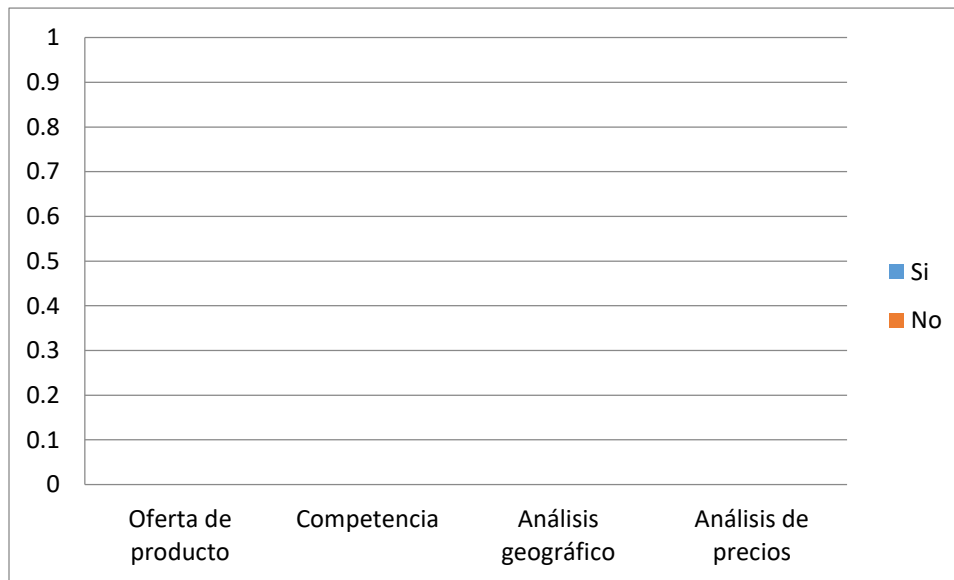 1
0.9
0.8
0.7
0.6
0.5
0.4
0.3
0.2
0.1
0
Si
No
Oferta de
producto
Competencia
Análisis
geográfico
Análisis de
precios